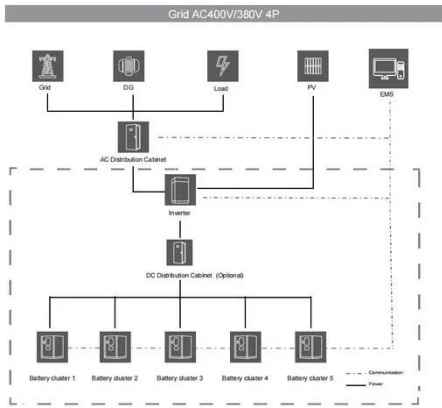 Grid AC400V/380V 4P
Grid
DG
Load
PV
EMS
AC Distribution Cabinet
Inverter
DC Distribution Cabinet (Optional)
Battery cluster 1
Battery cluster 2
Battery cluster 3
Battery cluster 4
Battery cluster 5
Communication
Power